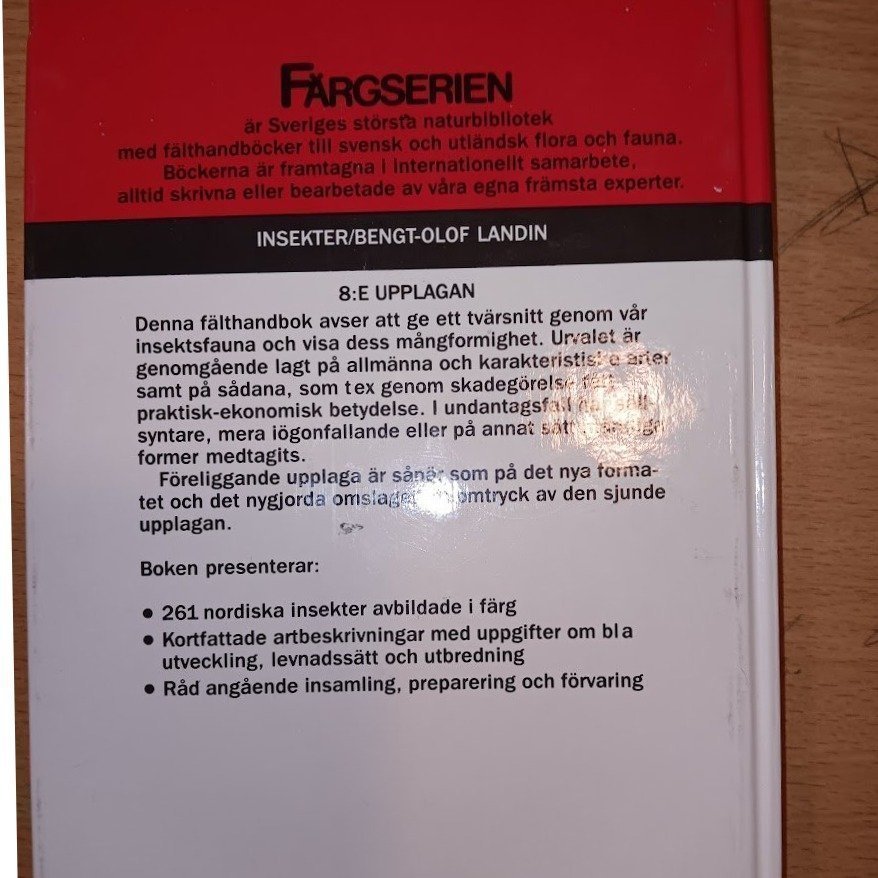 FÄRGSERIEN
är Sveriges största naturbibliotek
med fälthandböcker till svensk och utländsk flora och fauna.
Böckerna är framtagna i internationellt samarbete,
alltid skrivna eller bearbetade av våra egna främsta experter.
INSEKTER/BENGT-OLOF LANDIN
8:E UPPLAGAN
Denna fälthandbok avser att ge ett tvärsnitt genom vår
insektsfauna och visa dess mångformighet. Urvalet är
genomgående lagt på allmänna och karakteristiska arter
samt på sådana, som t ex genom skadegörelse fått
praktisk-ekonomisk betydelse. I undantagsfall har
syntare, mera iögonfallande eller på annat sätt
former medtagits.
Föreliggande upplaga är sånär som på det nya forma-
tet och det nygjorda omslaget omtryck av den sjunde
upplagan.
Boken presenterar:
• 261 nordiska insekter avbildade i färg
• Kortfattade artbeskrivningar med uppgifter om bl a
utveckling, levnadssätt och utbredning
• Råd angående insamling, preparering och förvaring